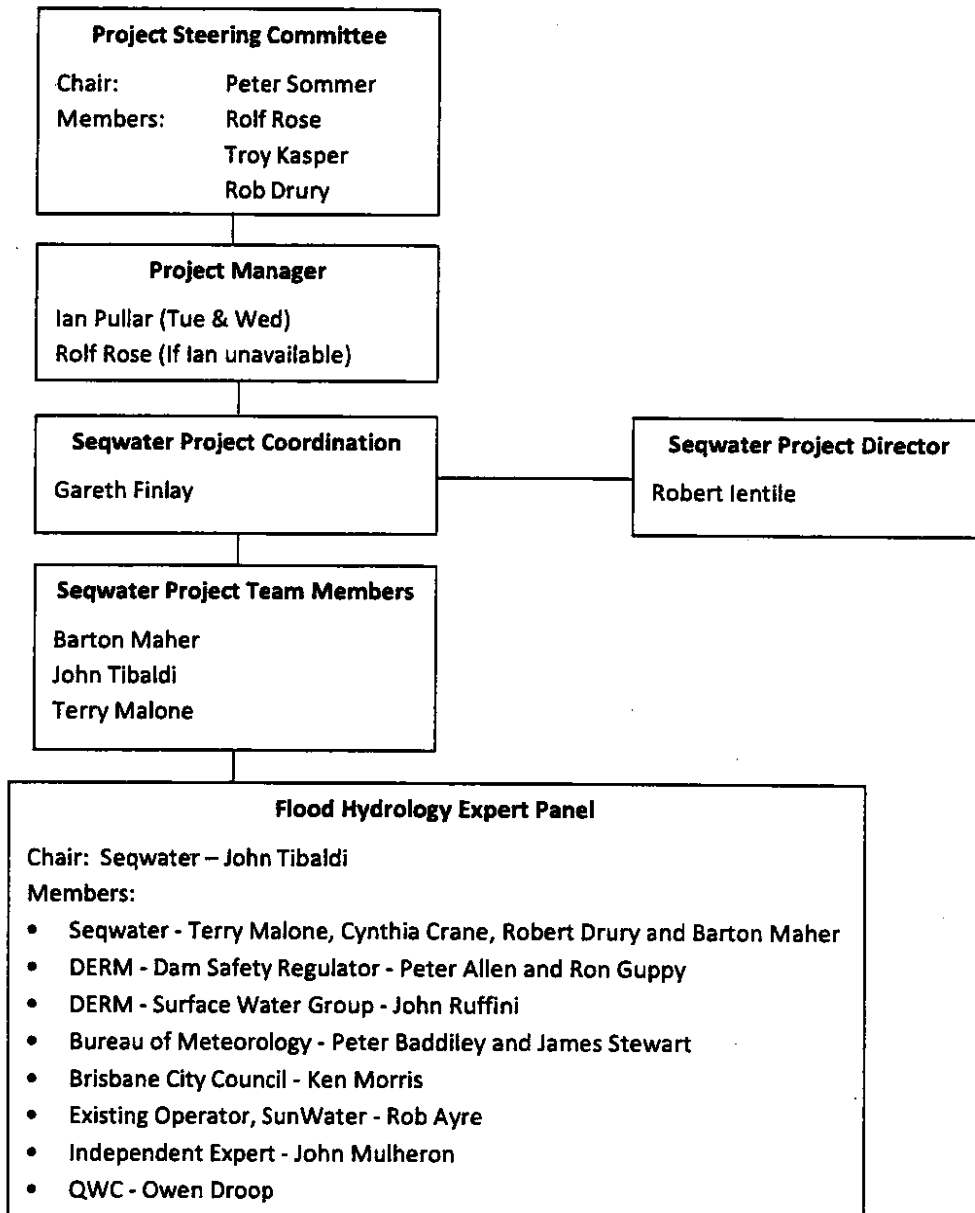 Project Steering Committee
Chair: Peter Sommer
Members: Rolf Rose
Troy Kasper
Rob Drury
Project Manager
Ian Pullar (Tue & Wed)
Rolf Rose (If Ian unavailable)
Seqwater Project Coordination
Gareth Finlay
Seqwater Project Director
Robert Ientile
Seqwater Project Team Members
Barton Maher
John Tibaldi
Terry Malone
Flood Hydrology Expert Panel
Chair: Seqwater – John Tibaldi
Members:
• Seqwater - Terry Malone, Cynthia Crane, Robert Drury and Barton Maher
• DERM - Dam Safety Regulator - Peter Allen and Ron Guppy
• DERM - Surface Water Group - John Ruffini
• Bureau of Meteorology - Peter Baddiley and James Stewart
• Brisbane City Council - Ken Morris
• Existing Operator, SunWater - Rob Ayre
• Independent Expert - John Mulheron
• QWC - Owen Droop